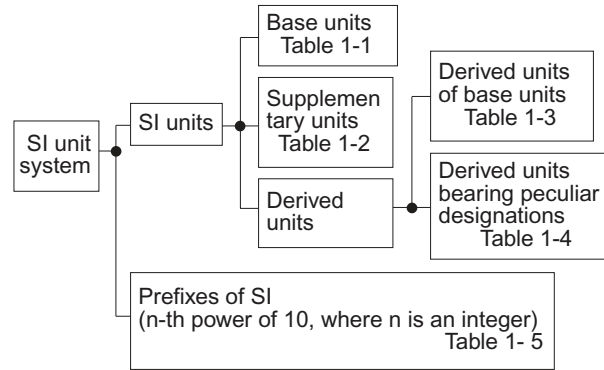 SI unit
system
SI units
Base units
Table 1-1
Supplemen
tary units
Table 1-2
Derived
units
Derived units
of base units
Table 1-3
Derived units
bearing peculiar
designations
Table 1-4
Prefixes of SI
(n-th power of 10, where n is an integer)
Table 1- 5